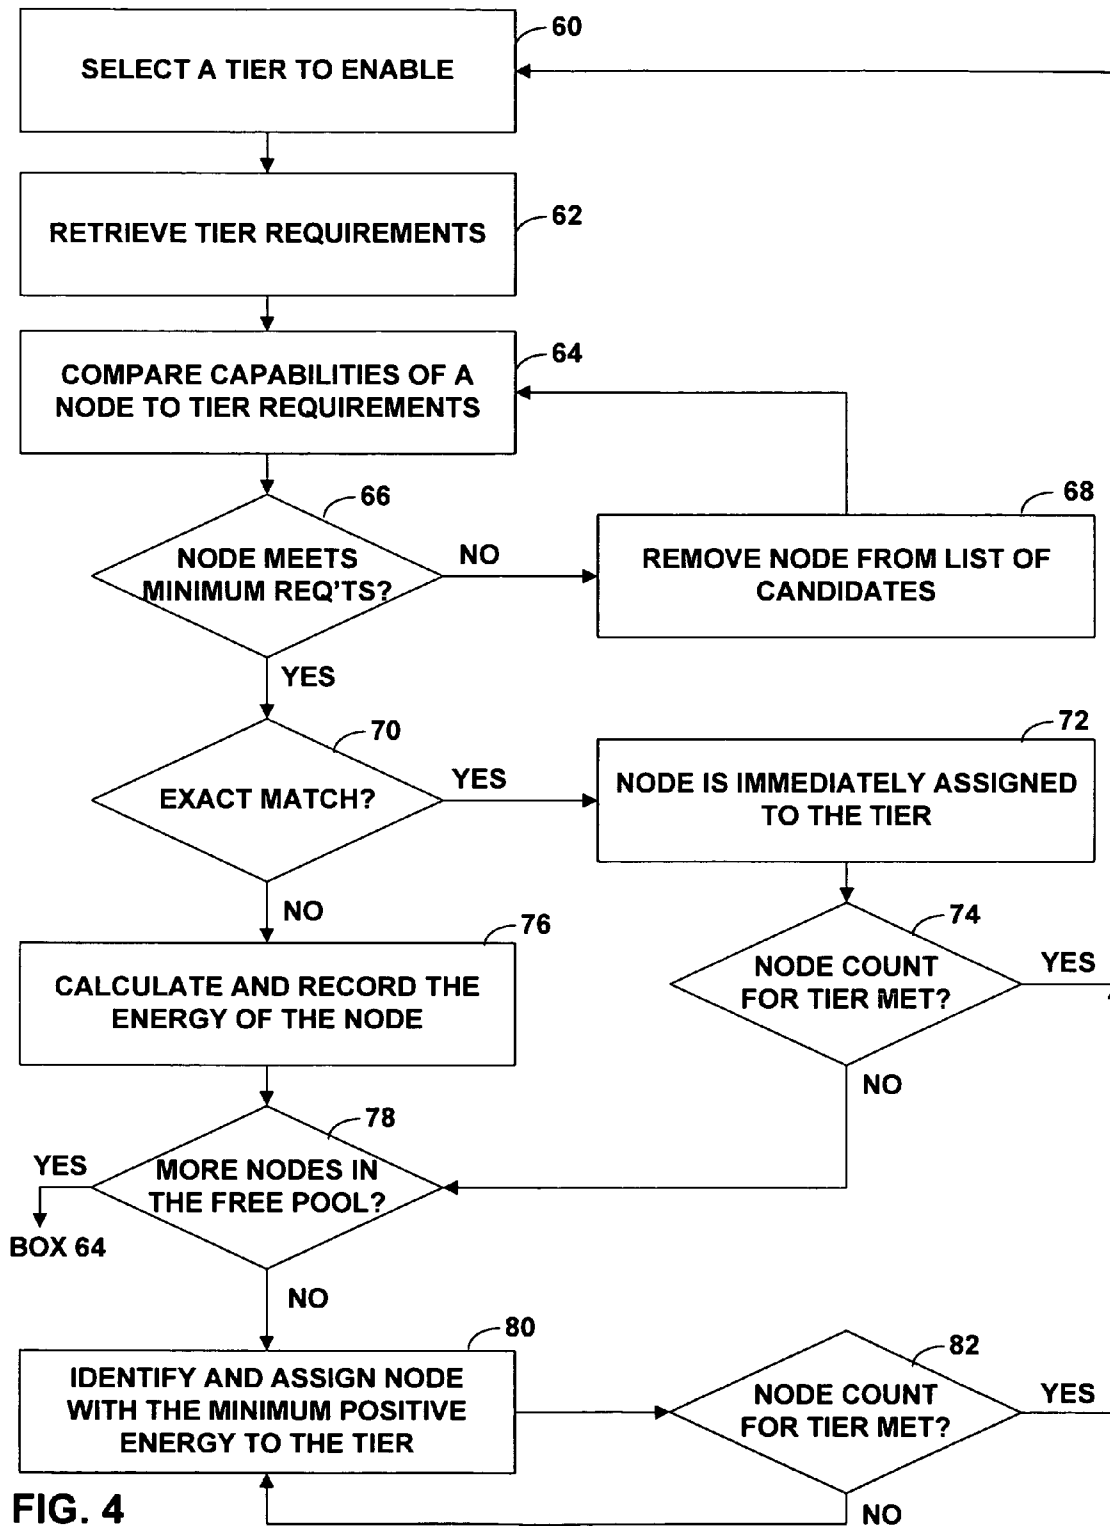 60
SELECT A TIER TO ENABLE
62
RETRIEVE TIER REQUIREMENTS
64
COMPARE CAPABILITIES OF A
NODE TO TIER REQUIREMENTS
66
NODE MEETS
MINIMUM REQ'TS?
NO
68
REMOVE NODE FROM LIST OF
CANDIDATES
YES
70
EXACT MATCH?
YES
72
NODE IS IMMEDIATELY ASSIGNED
TO THE TIER
NO
74
NODE COUNT
FOR TIER MET?
YES
NO
76
CALCULATE AND RECORD THE
ENERGY OF THE NODE
78
MORE NODES IN
THE FREE POOL?
YES
BOX 64
NO
80
IDENTIFY AND ASSIGN NODE
WITH THE MINIMUM POSITIVE
ENERGY TO THE TIER
82
NODE COUNT
FOR TIER MET?
YES
NO
FIG. 4